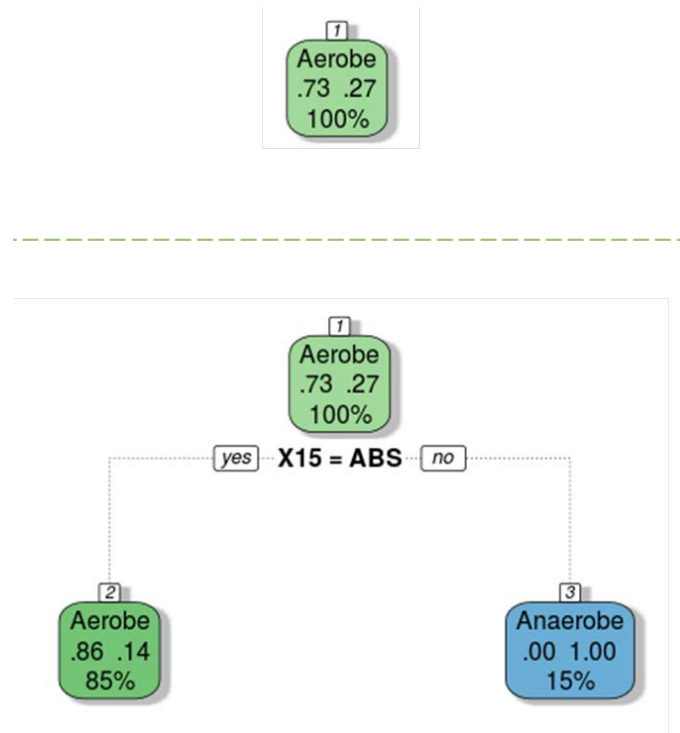 1
Aerobe
.73 .27
100%
1
Aerobe
.73 .27
100%
yes X15 = ABS no
2
Aerobe
.86 .14
85%
3
Anaerobe
.00 1.00
15%